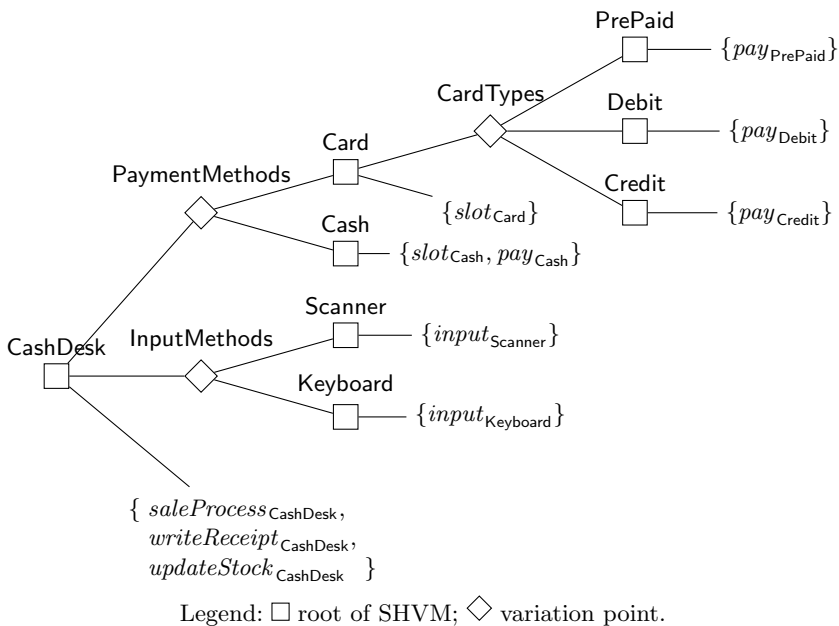 PrePaid
{pay_PrePaid}
CardTypes
Debit
{pay_Debit}
Card
PaymentMethods
Credit
{slot_Card}
{pay_Credit}
Cash
{slot_Cash, pay_Cash}
Scanner
InputMethods
{input_Scanner}
CashDesk
Keyboard
{input_Keyboard}
{ saleProcess_CashDesk,
writeReceipt_CashDesk,
updateStock_CashDesk }
Legend: □ root of SHVM; ◇ variation point.